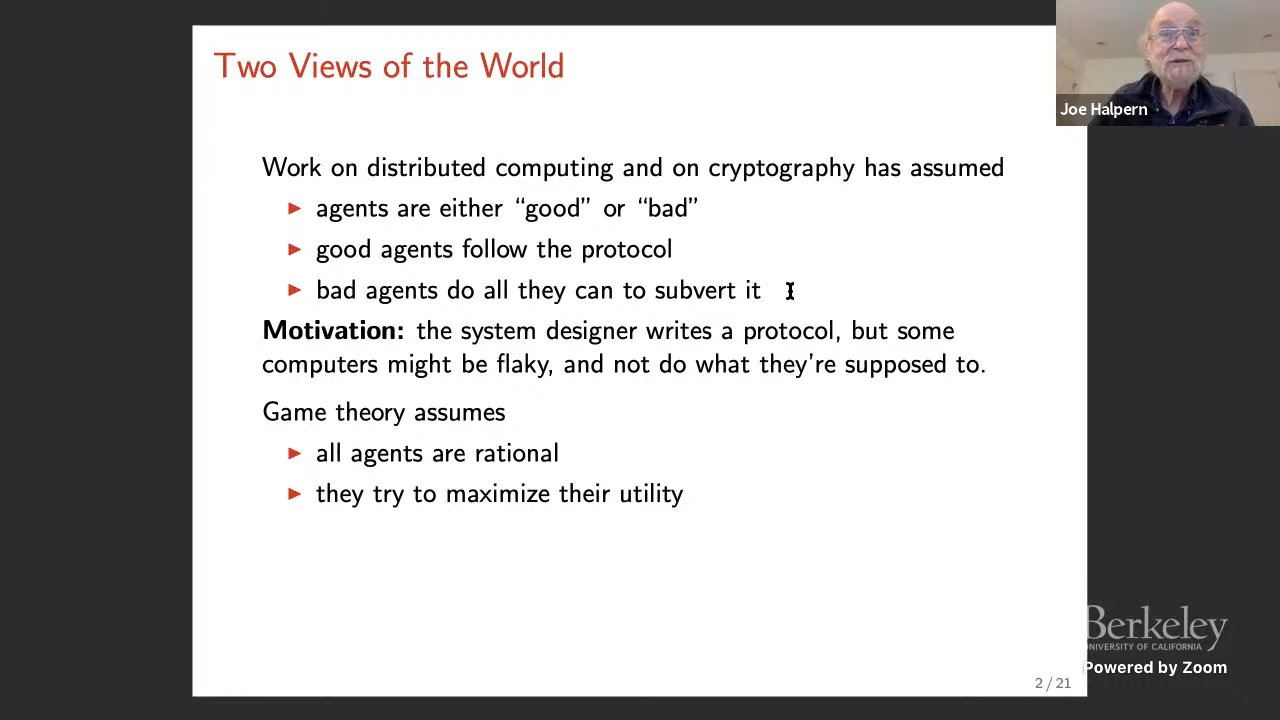 Two Views of the World
Joe Halpern
Work on distributed computing and on cryptography has assumed
▶ agents are either “good” or “bad”
▶ good agents follow the protocol
▶ bad agents do all they can to subvert it
Motivation: the system designer writes a protocol, but some
computers might be flaky, and not do what they're supposed to.
Game theory assumes
▶ all agents are rational
▶ they try to maximize their utility
Berkeley
UNIVERSITY OF CALIFORNIA
Powered by Zoom
2 / 21